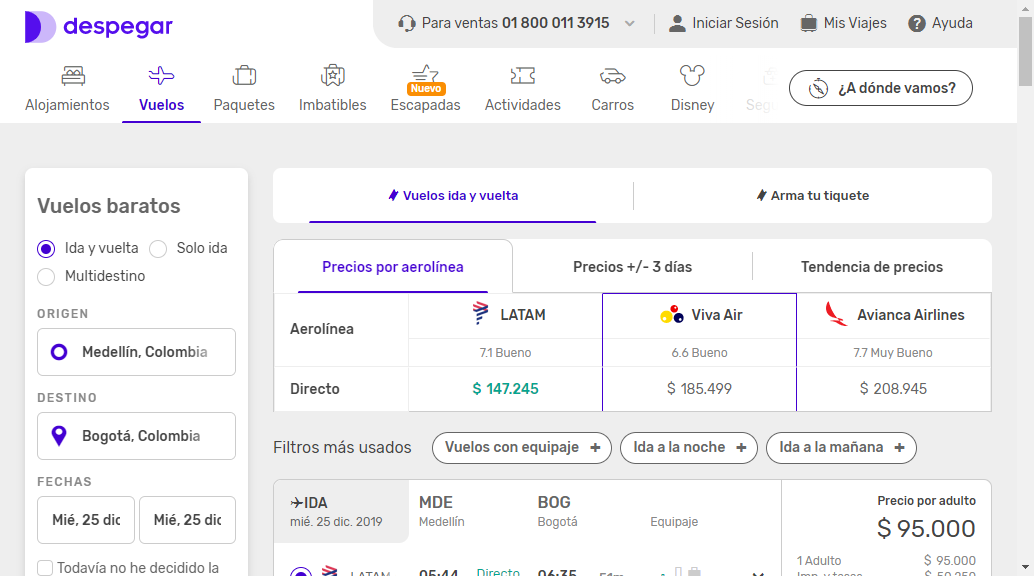 despegar
Para ventas 01 800 011 3915
Iniciar Sesión
Mis Viajes
Ayuda
Alojamientos
Vuelos
Paquetes
Imbatibles
Nuevo
Escapadas
Actividades
Carros
Disney
¿A dónde vamos?
Vuelos baratos
Ida y vuelta
Solo ida
Multidestino
ORIGEN
Medellín, Colombia
DESTINO
Bogotá, Colombia
FECHAS
Mié, 25 dic
Mié, 25 dic
Todavía no he decidido la
Vuelos ida y vuelta
Arma tu tiquete
Precios por aerolínea
Precios +/- 3 días
Tendencia de precios
Aerolínea
LATAM
Viva Air
Avianca Airlines
7.1 Bueno
6.6 Bueno
7.7 Muy Bueno
Directo
$ 147.245
$ 185.499
$ 208.945
Filtros más usados
Vuelos con equipaje +
Ida a la noche +
Ida a la mañana +
IDA
MDE
BOG
mié. 25 dic. 2019
Medellín
Bogotá
Equipaje
LATAM
05:44
Directo
06:35
51m
Precio por adulto
$ 95.000
1 Adulto
$ 95.000
Imp. y tasas